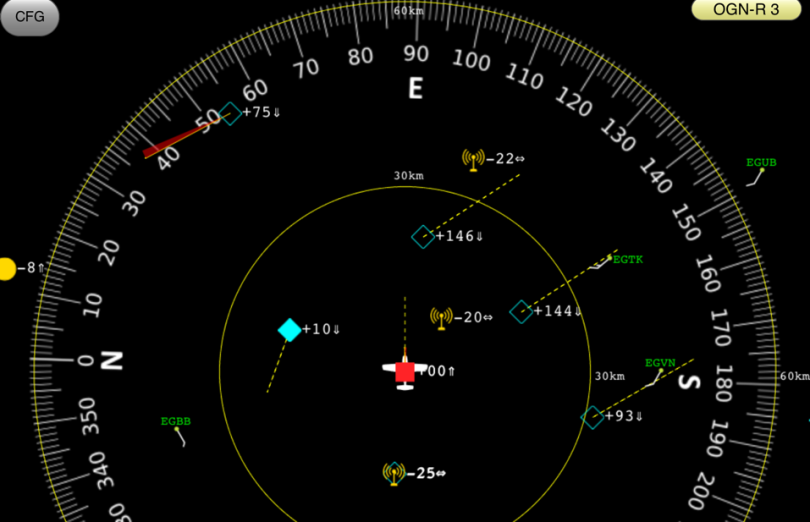 CFG
OGN-R 3
60km
90
80
100
70
110
60
120
E
50
+75⇓
130
40
140
-22⇔
EGUB
30km
30
150
+146⇓
20
160
EGTK
-8⇑
10
170
+144⇓
-20⇔
+10⇓
0
N
+00⇑
30km
EGVN
S
180
60km
350
EGBB
+93⇓
190
340
-25⇔
200